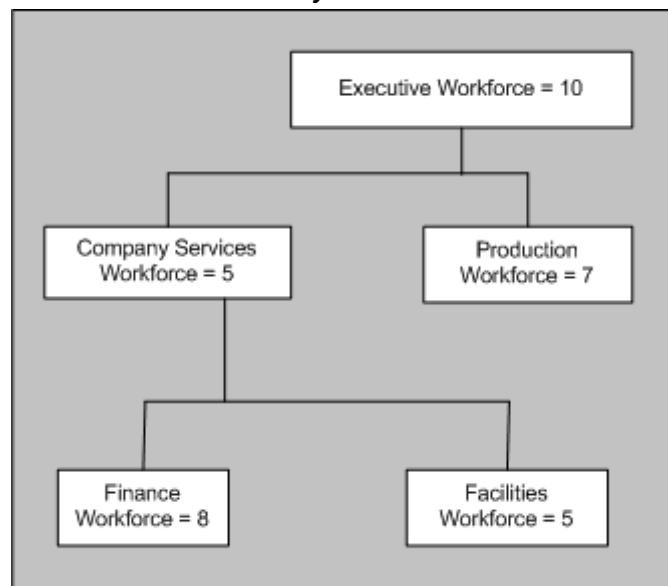 Executive Workforce = 10
Company Services
Workforce = 5
Production
Workforce = 7
Finance
Workforce = 8
Facilities
Workforce = 5